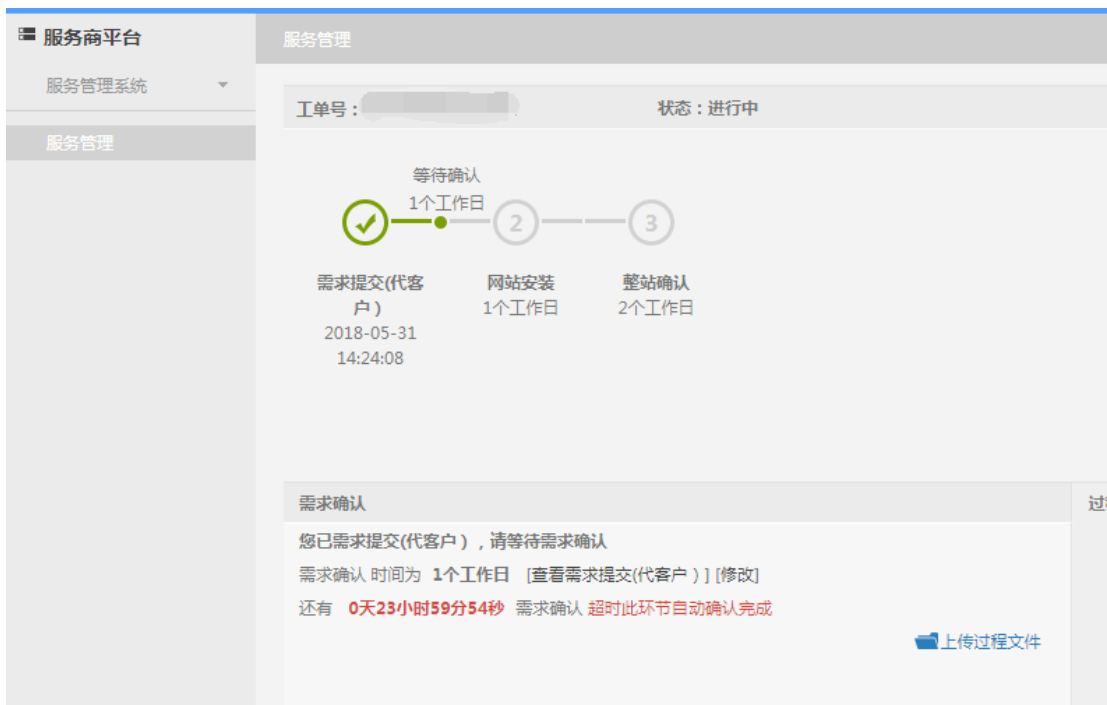 服务商平台
服务管理
服务管理系统
工单号：
状态：进行中
服务管理
等待确认
1个工作日
2
3
需求提交(代客
户)
2018-05-31
14:24:08
网站安装
1个工作日
整站确认
2个工作日
需求确认
您已需求提交(代客户)，请等待需求确认
需求确认 时间为 1个工作日 [查看需求提交(代客户)] [修改]
还有 0天23小时59分54秒 需求确认 超时此环节自动确认完成
上传过程文件